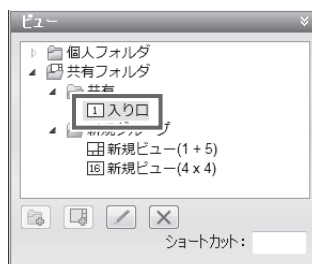 ビュー
個人フォルダ
共有フォルダ
共有
1 入り口
新規グループ
新規ビュー(1 + 5)
16 新規ビュー(4 x 4)
ショートカット: